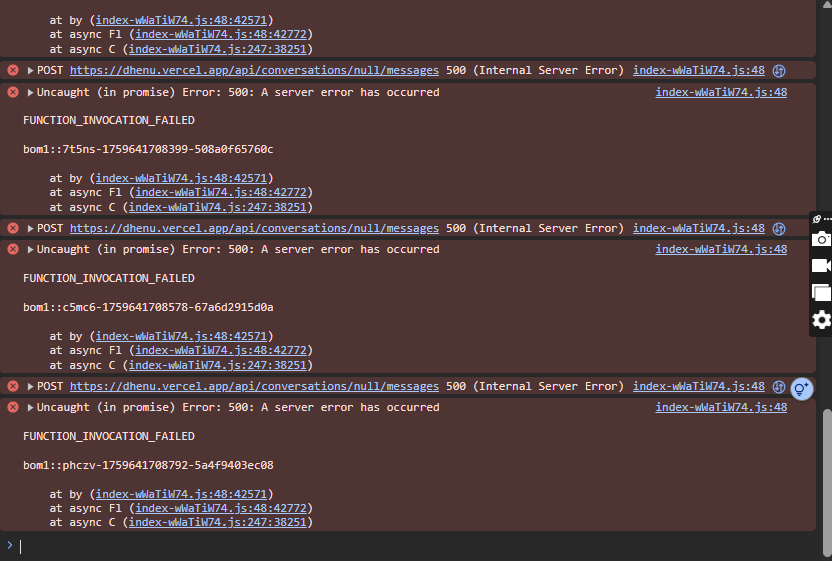 at by (index-wWaTiW74.js:48:42571)
at async Fl (index-wWaTiW74.js:48:42772)
at async C (index-wWaTiW74.js:247:38251)
POST https://dhenu.vercel.app/api/conversations/null/messages 500 (Internal Server Error) index-wWaTiW74.js:48
Uncaught (in promise) Error: 500: A server error has occurred index-wWaTiW74.js:48
FUNCTION_INVOCATION_FAILED
bom1::7t5ns-1759641708399-508a0f65760c
at by (index-wWaTiW74.js:48:42571)
at async Fl (index-wWaTiW74.js:48:42772)
at async C (index-wWaTiW74.js:247:38251)
POST https://dhenu.vercel.app/api/conversations/null/messages 500 (Internal Server Error) index-wWaTiW74.js:48
Uncaught (in promise) Error: 500: A server error has occurred index-wWaTiW74.js:48
FUNCTION_INVOCATION_FAILED
bom1::c5mc6-1759641708578-67a6d2915d0a
at by (index-wWaTiW74.js:48:42571)
at async Fl (index-wWaTiW74.js:48:42772)
at async C (index-wWaTiW74.js:247:38251)
POST https://dhenu.vercel.app/api/conversations/null/messages 500 (Internal Server Error) index-wWaTiW74.js:48
Uncaught (in promise) Error: 500: A server error has occurred index-wWaTiW74.js:48
FUNCTION_INVOCATION_FAILED
bom1::phczv-1759641708792-5a4f9403ec08
at by (index-wWaTiW74.js:48:42571)
at async Fl (index-wWaTiW74.js:48:42772)
at async C (index-wWaTiW74.js:247:38251)